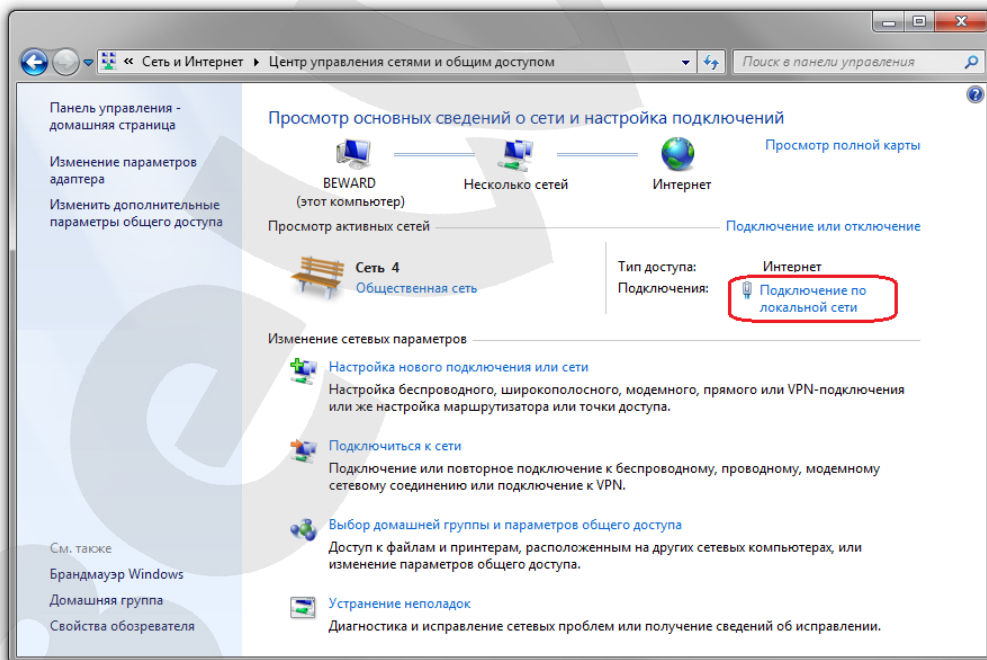 « Сеть и Интернет ▸ Центр управления сетями и общим доступом
Поиск в панели управления
Панель управления -
домашняя страница
Изменение параметров
адаптера
Изменить дополнительные
параметры общего доступа
См. также
Брандмауэр Windows
Домашняя группа
Свойства обозревателя
Просмотр основных сведений о сети и настройка подключений
Просмотр полной карты
BEWARD
(этот компьютер)
Несколько сетей
Интернет
Просмотр активных сетей
Подключение или отключение
Сеть 4
Общественная сеть
Тип доступа: Интернет
Подключения: Подключение по
локальной сети
Изменение сетевых параметров
Настройка нового подключения или сети
Настройка беспроводного, широкополосного, модемного, прямого или VPN-подключения
или же настройка маршрутизатора или точки доступа.
Подключиться к сети
Подключение или повторное подключение к беспроводному, проводному, модемному
сетевому соединению или подключение к VPN.
Выбор домашней группы и параметров общего доступа
Доступ к файлам и принтерам, расположенным на других сетевых компьютерах, или
изменение параметров общего доступа.
Устранение неполадок
Диагностика и исправление сетевых проблем или получение сведений об исправлении.